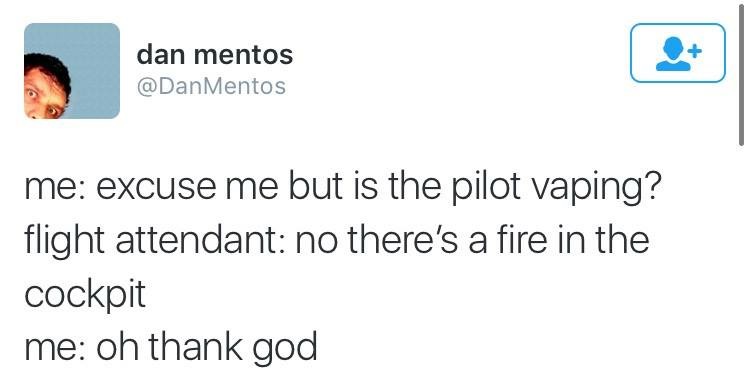 dan mentos
@DanMentos
me: excuse me but is the pilot vaping?
flight attendant: no there's a fire in the
cockpit
me: oh thank god